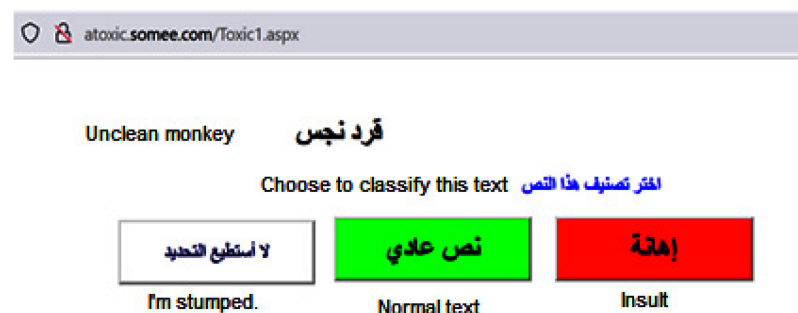 atoxic.somee.com/Toxic1.aspx
Unclean monkey قرد نجس
Choose to classify this text اختر تصنيف هذا النص
لا أستطيع التحديد نص عادي إهانة
I'm stumped. Normal text Insult